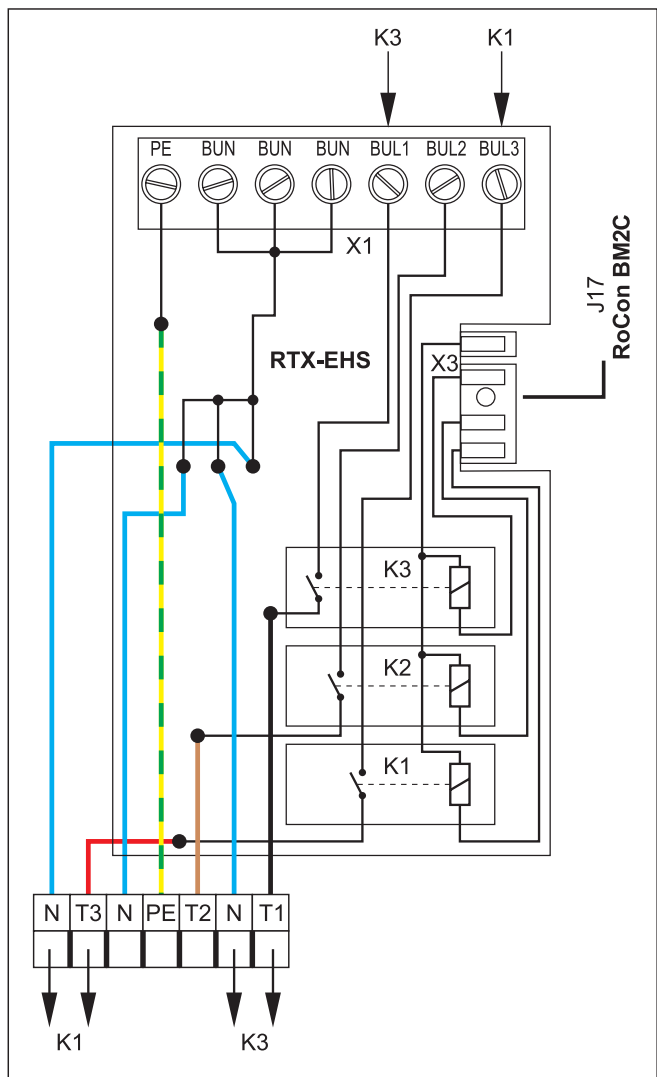 K3 K1
PE BUN BUN BUN BUL1 BUL2 BUL3
X1
J17
RoCon BM2C
RTX-EHS
X3
K3
K2
K1
N T3 N PE T2 N T1
K1 K3